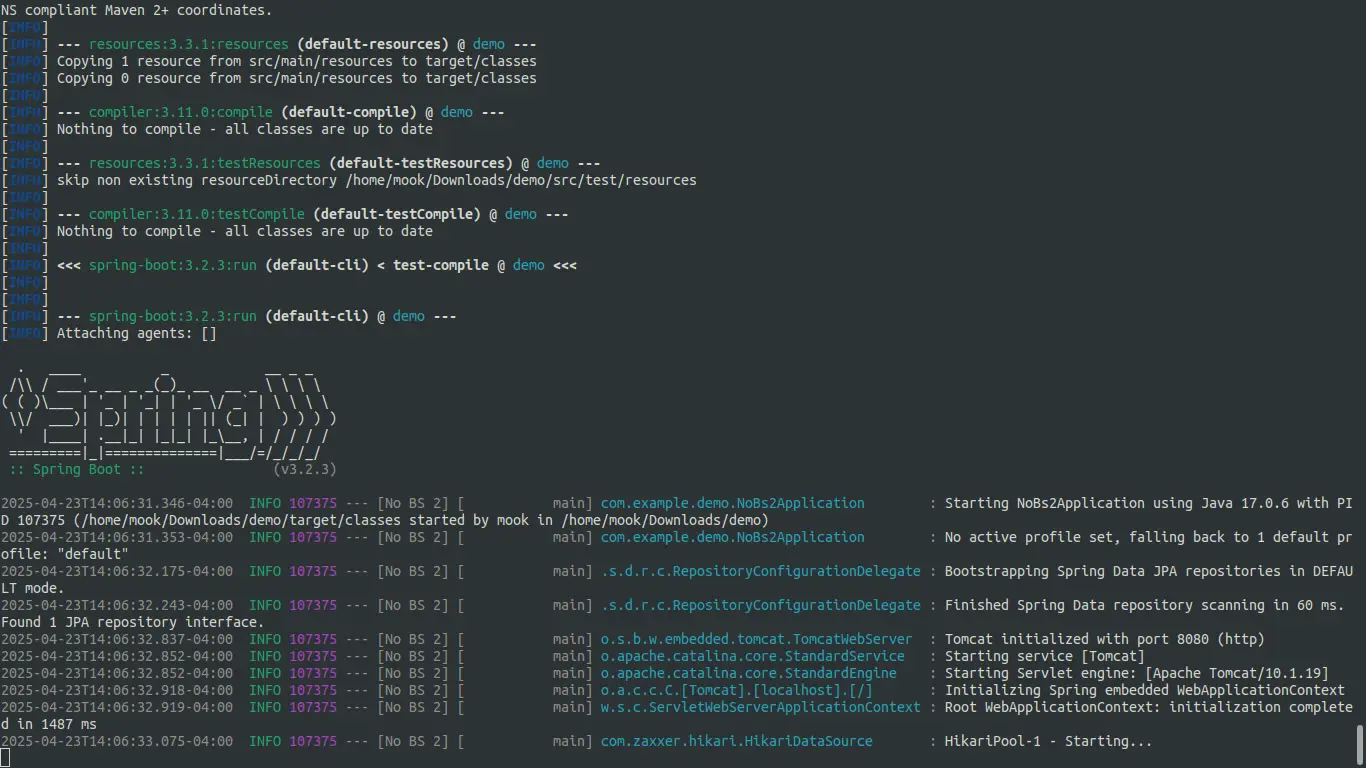 NS compliant Maven 2+ coordinates.
[INFO]
[INFO] --- resources:3.3.1:resources (default-resources) @ demo ---
[INFO] Copying 1 resource from src/main/resources to target/classes
[INFO] Copying 0 resource from src/main/resources to target/classes
[INFO]
[INFO] --- compiler:3.11.0:compile (default-compile) @ demo ---
[INFO] Nothing to compile - all classes are up to date
[INFO]
[INFO] --- resources:3.3.1:testResources (default-testResources) @ demo ---
[INFO] skip non existing resourceDirectory /home/mook/Downloads/demo/src/test/resources
[INFO]
[INFO] --- compiler:3.11.0:testCompile (default-testCompile) @ demo ---
[INFO] Nothing to compile - all classes are up to date
[INFO]
[INFO] <<< spring-boot:3.2.3:run (default-cli) < test-compile @ demo <<<
[INFO]
[INFO]
[INFO] --- spring-boot:3.2.3:run (default-cli) @ demo ---
[INFO] Attaching agents: []
  .   ____          _            __ _ _
 /\\ / ___'_ __ _ _(_)_ __  __ _ \ \ \ \
( ( )\___ | '_ | '_| | '_ \/ _` | \ \ \ \
 \\/  ___)| |_)| | | | | || (_| |  ) ) ) )
  '  |____| .__|_| |_|_| |_\__, | / / / /
 =========|_|==============|___/=/_/_/_/
 :: Spring Boot ::                (v3.2.3)
2025-04-23T14:06:31.346-04:00  INFO 107375 --- [No BS 2] [           main] com.example.demo.NoBs2Application        : Starting NoBs2Application using Java 17.0.6 with PI
D 107375 (/home/mook/Downloads/demo/target/classes started by mook in /home/mook/Downloads/demo)
2025-04-23T14:06:31.353-04:00  INFO 107375 --- [No BS 2] [           main] com.example.demo.NoBs2Application        : No active profile set, falling back to 1 default pr
ofile: "default"
2025-04-23T14:06:32.175-04:00  INFO 107375 --- [No BS 2] [           main] .s.d.r.c.RepositoryConfigurationDelegate : Bootstrapping Spring Data JPA repositories in DEFAU
LT mode.
2025-04-23T14:06:32.243-04:00  INFO 107375 --- [No BS 2] [           main] .s.d.r.c.RepositoryConfigurationDelegate : Finished Spring Data repository scanning in 60 ms.
Found 1 JPA repository interface.
2025-04-23T14:06:32.837-04:00  INFO 107375 --- [No BS 2] [           main] o.s.b.w.embedded.tomcat.TomcatWebServer  : Tomcat initialized with port 8080 (http)
2025-04-23T14:06:32.852-04:00  INFO 107375 --- [No BS 2] [           main] o.apache.catalina.core.StandardService   : Starting service [Tomcat]
2025-04-23T14:06:32.852-04:00  INFO 107375 --- [No BS 2] [           main] o.apache.catalina.core.StandardEngine    : Starting Servlet engine: [Apache Tomcat/10.1.19]
2025-04-23T14:06:32.918-04:00  INFO 107375 --- [No BS 2] [           main] o.a.c.c.C.[Tomcat].[localhost].[/]       : Initializing Spring embedded WebApplicationContext
2025-04-23T14:06:32.919-04:00  INFO 107375 --- [No BS 2] [           main] w.s.c.ServletWebServerApplicationContext : Root WebApplicationContext: initialization complete
d in 1487 ms
2025-04-23T14:06:33.075-04:00  INFO 107375 --- [No BS 2] [           main] com.zaxxer.hikari.HikariDataSource       : HikariPool-1 - Starting...